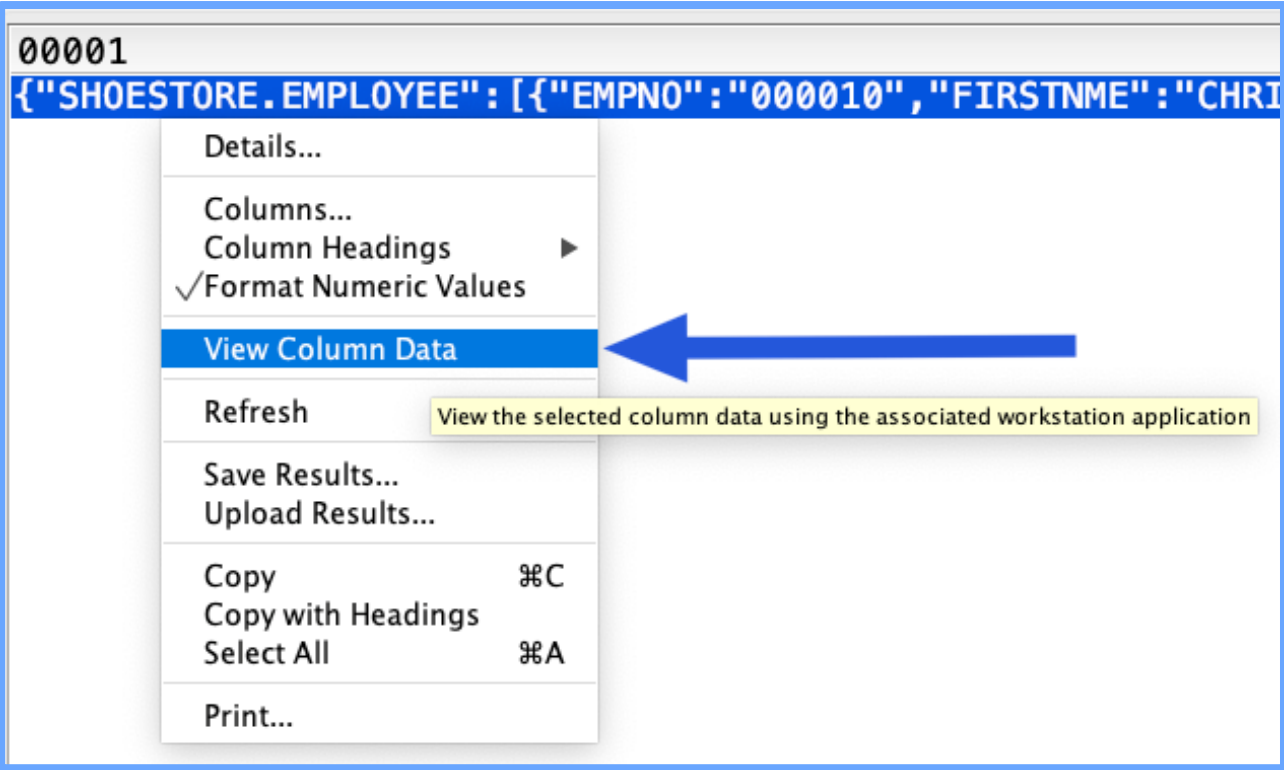 00001
{"SHOESTORE.EMPLOYEE":[{"EMPNO":"000010","FIRSTNME":"CHRI
Details...
Columns...
Column Headings
Format Numeric Values
View Column Data
Refresh
View the selected column data using the associated workstation application
Save Results...
Upload Results...
Copy ⌘C
Copy with Headings
Select All ⌘A
Print...